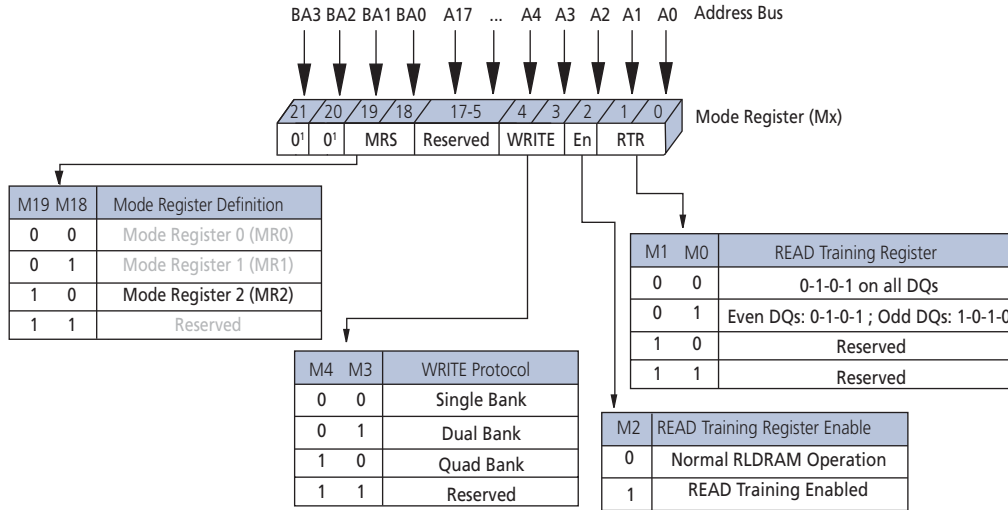 BA3 BA2 BA1 BA0 A17 ... A4 A3 A2 A1 A0 Address Bus
21 20 19 18 17-5 4 3 2 1 0 Mode Register (Mx)
0¹ 0¹ MRS Reserved WRITE En RTR
M19 M18 Mode Register Definition
0 0 Mode Register 0 (MR0)
0 1 Mode Register 1 (MR1)
1 0 Mode Register 2 (MR2)
1 1 Reserved
M1 M0 READ Training Register
0 0 0-1-0-1 on all DQs
0 1 Even DQs: 0-1-0-1 ; Odd DQs: 1-0-1-0
1 0 Reserved
1 1 Reserved
M4 M3 WRITE Protocol
0 0 Single Bank
0 1 Dual Bank
1 0 Quad Bank
1 1 Reserved
M2 READ Training Register Enable
0 Normal RLDRAM Operation
1 READ Training Enabled